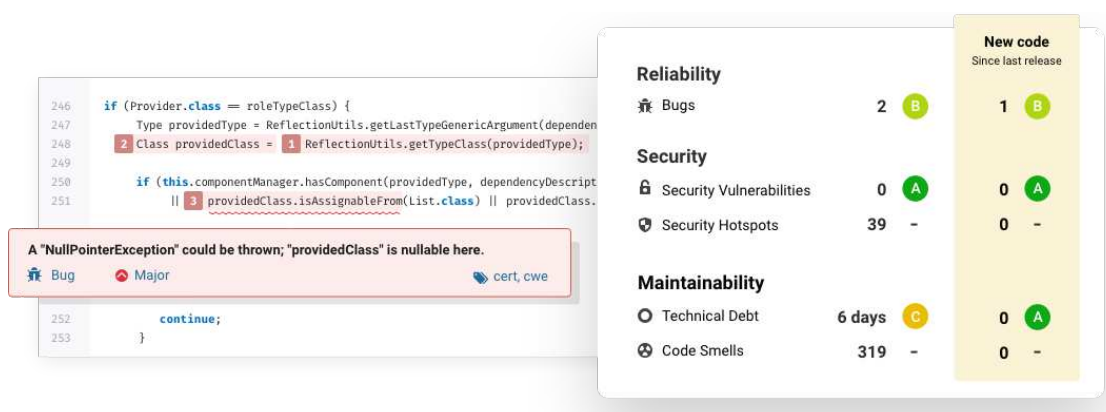 246 if (Provider.class == roleTypeClass) {
247 Type providedType = ReflectionUtils.getLastTypeGenericArgument(dependen
248 2 Class providedClass = 1 ReflectionUtils.getTypeClass(providedType);
249
250 if (this.componentManager.hasComponent(providedType, dependencyDescript
251 || 3 providedClass.isAssignableFrom(List.class) || providedClass.
A "NullPointerException" could be thrown; "providedClass" is nullable here.
Bug Major cert, cwe
252 continue;
253 }
New code
Since last release
Reliability
Bugs 2 B 1 B
Security
Security Vulnerabilities 0 A 0 A
Security Hotspots 39 - 0 -
Maintainability
Technical Debt 6 days C 0 A
Code Smells 319 - 0 -